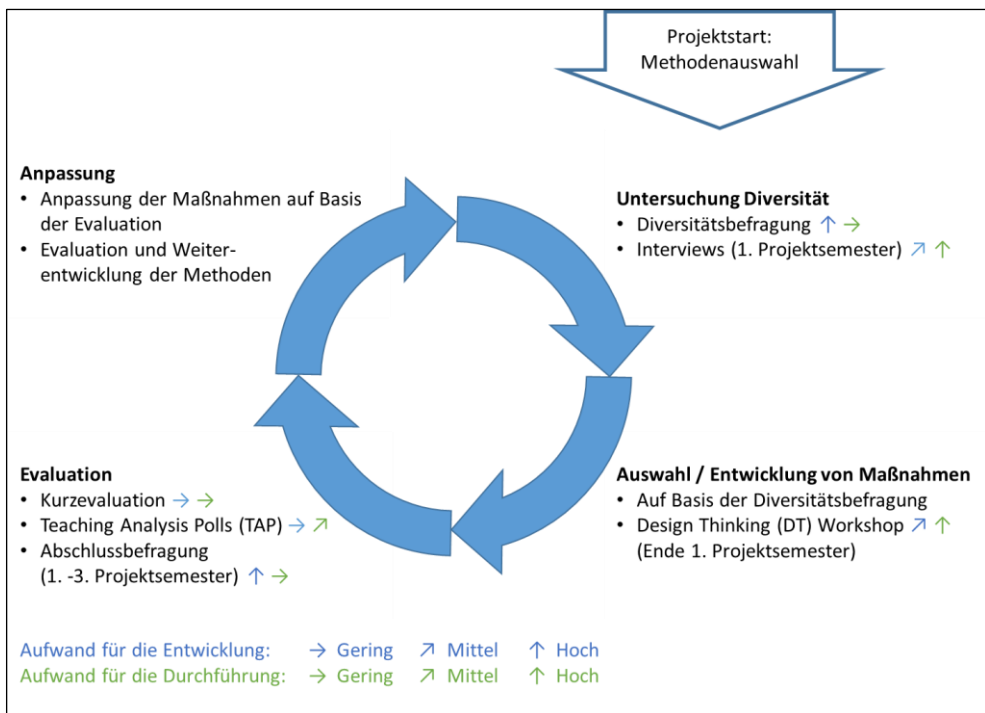 Projektstart:
Methodenauswahl
Anpassung
• Anpassung der Maßnahmen auf Basis
der Evaluation
• Evaluation und Weiter-
entwicklung der Methoden
Untersuchung Diversität
• Diversitätsbefragung ↑ →
• Interviews (1. Projektsemester) ↗ ↑
Evaluation
• Kurzevaluation → →
• Teaching Analysis Polls (TAP) → ↗
• Abschlussbefragung
(1. -3. Projektsemester) ↑ →
Auswahl / Entwicklung von Maßnahmen
• Auf Basis der Diversitätsbefragung
• Design Thinking (DT) Workshop ↗ ↑
(Ende 1. Projektsemester)
Aufwand für die Entwicklung: → Gering ↗ Mittel ↑ Hoch
Aufwand für die Durchführung: → Gering ↗ Mittel ↑ Hoch